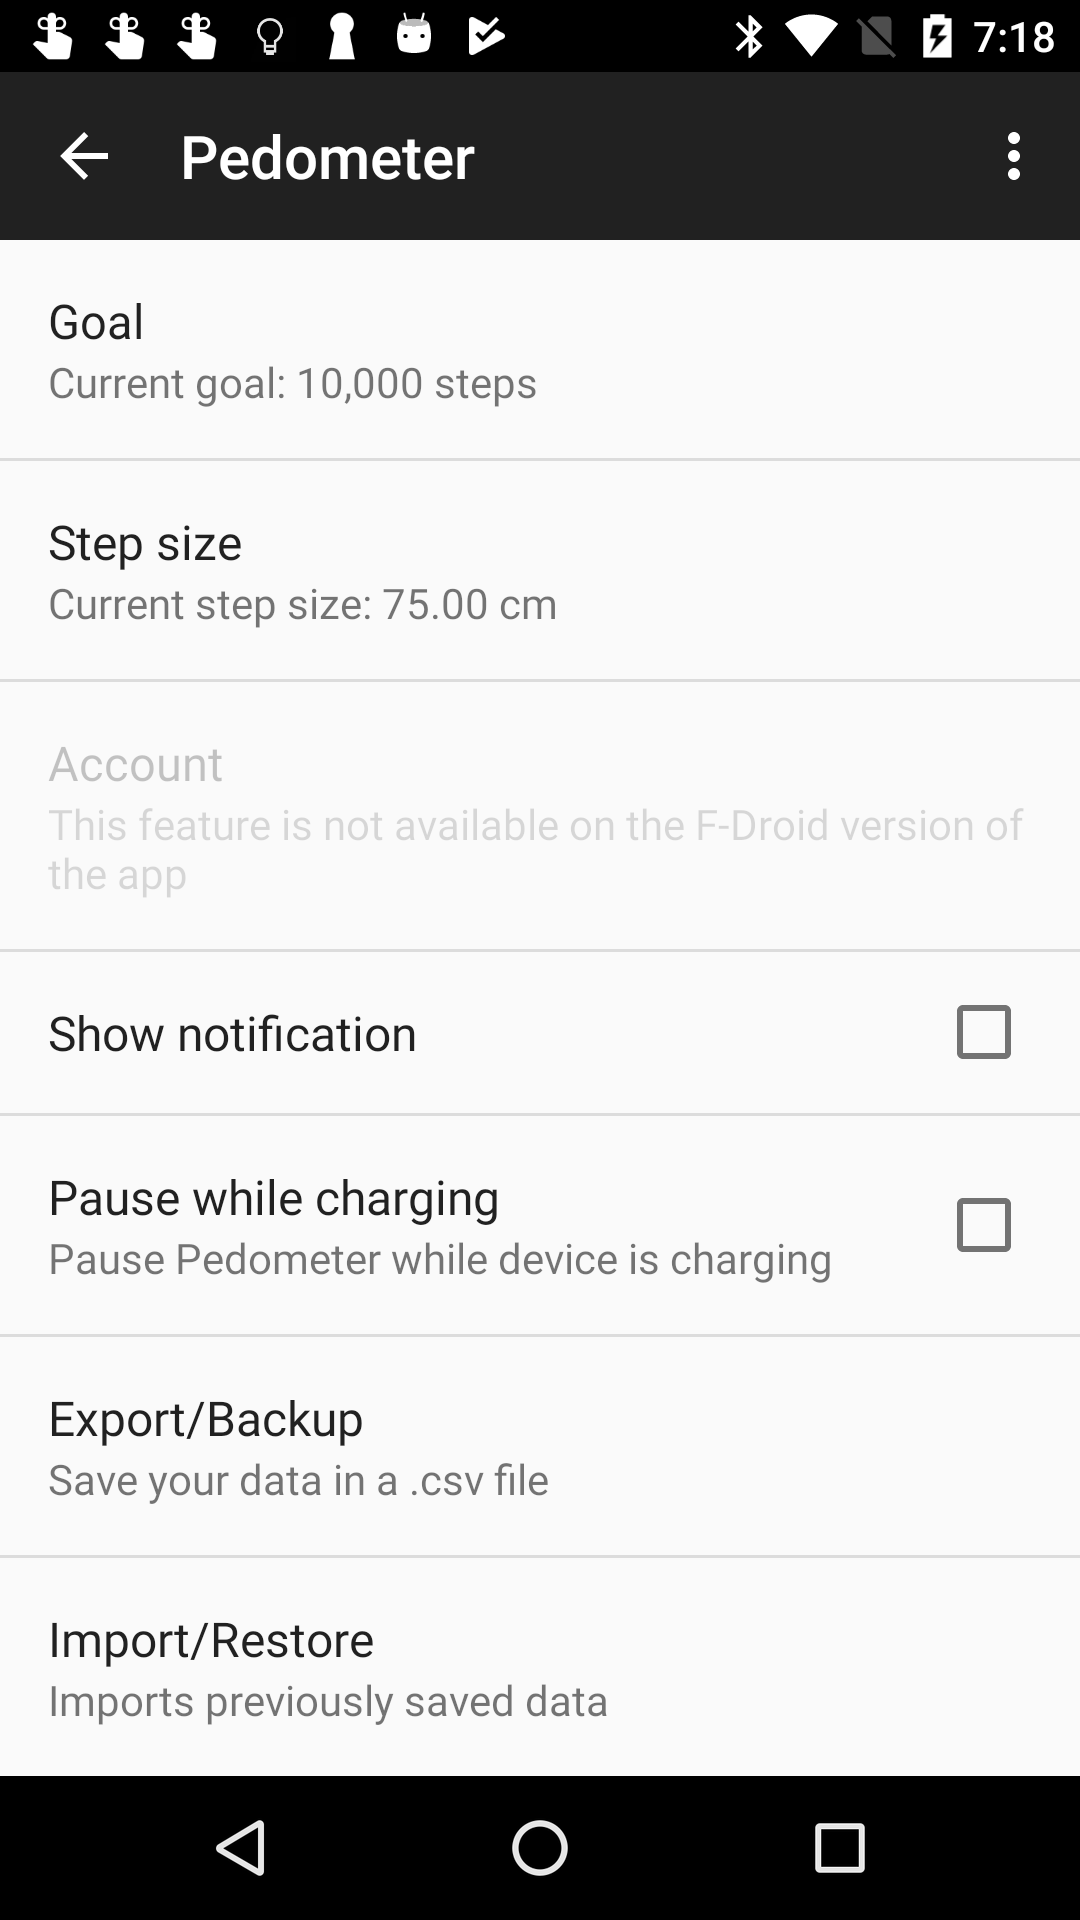 7:18
Pedometer
Goal
Current goal: 10,000 steps
Step size
Current step size: 75.00 cm
Account
This feature is not available on the F-Droid version of
the app
Show notification
Pause while charging
Pause Pedometer while device is charging
Export/Backup
Save your data in a .csv file
Import/Restore
Imports previously saved data